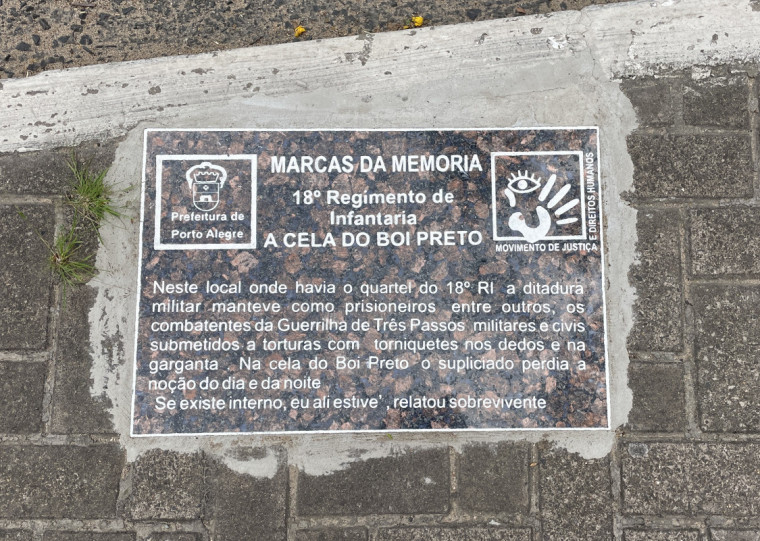 MARCAS DA MEMORIA
18º Regimento de
Infantaria
A CELA DO BOI PRETO
Prefeitura de
Porto Alegre
MOVIMENTO DE JUSTIÇA
E DIREITOS HUMANOS
Neste local onde havia o quartel do 18º RI a ditadura
militar manteve como prisioneiros entre outros, os
combatentes da Guerrilha de Três Passos militares e civis
submetidos a torturas com torniquetes nos dedos e na
garganta . Na cela do Boi Preto o supliciado perdia a
noção do dia e da noite
Se existe interno, eu ali estive' , relatou sobrevivente